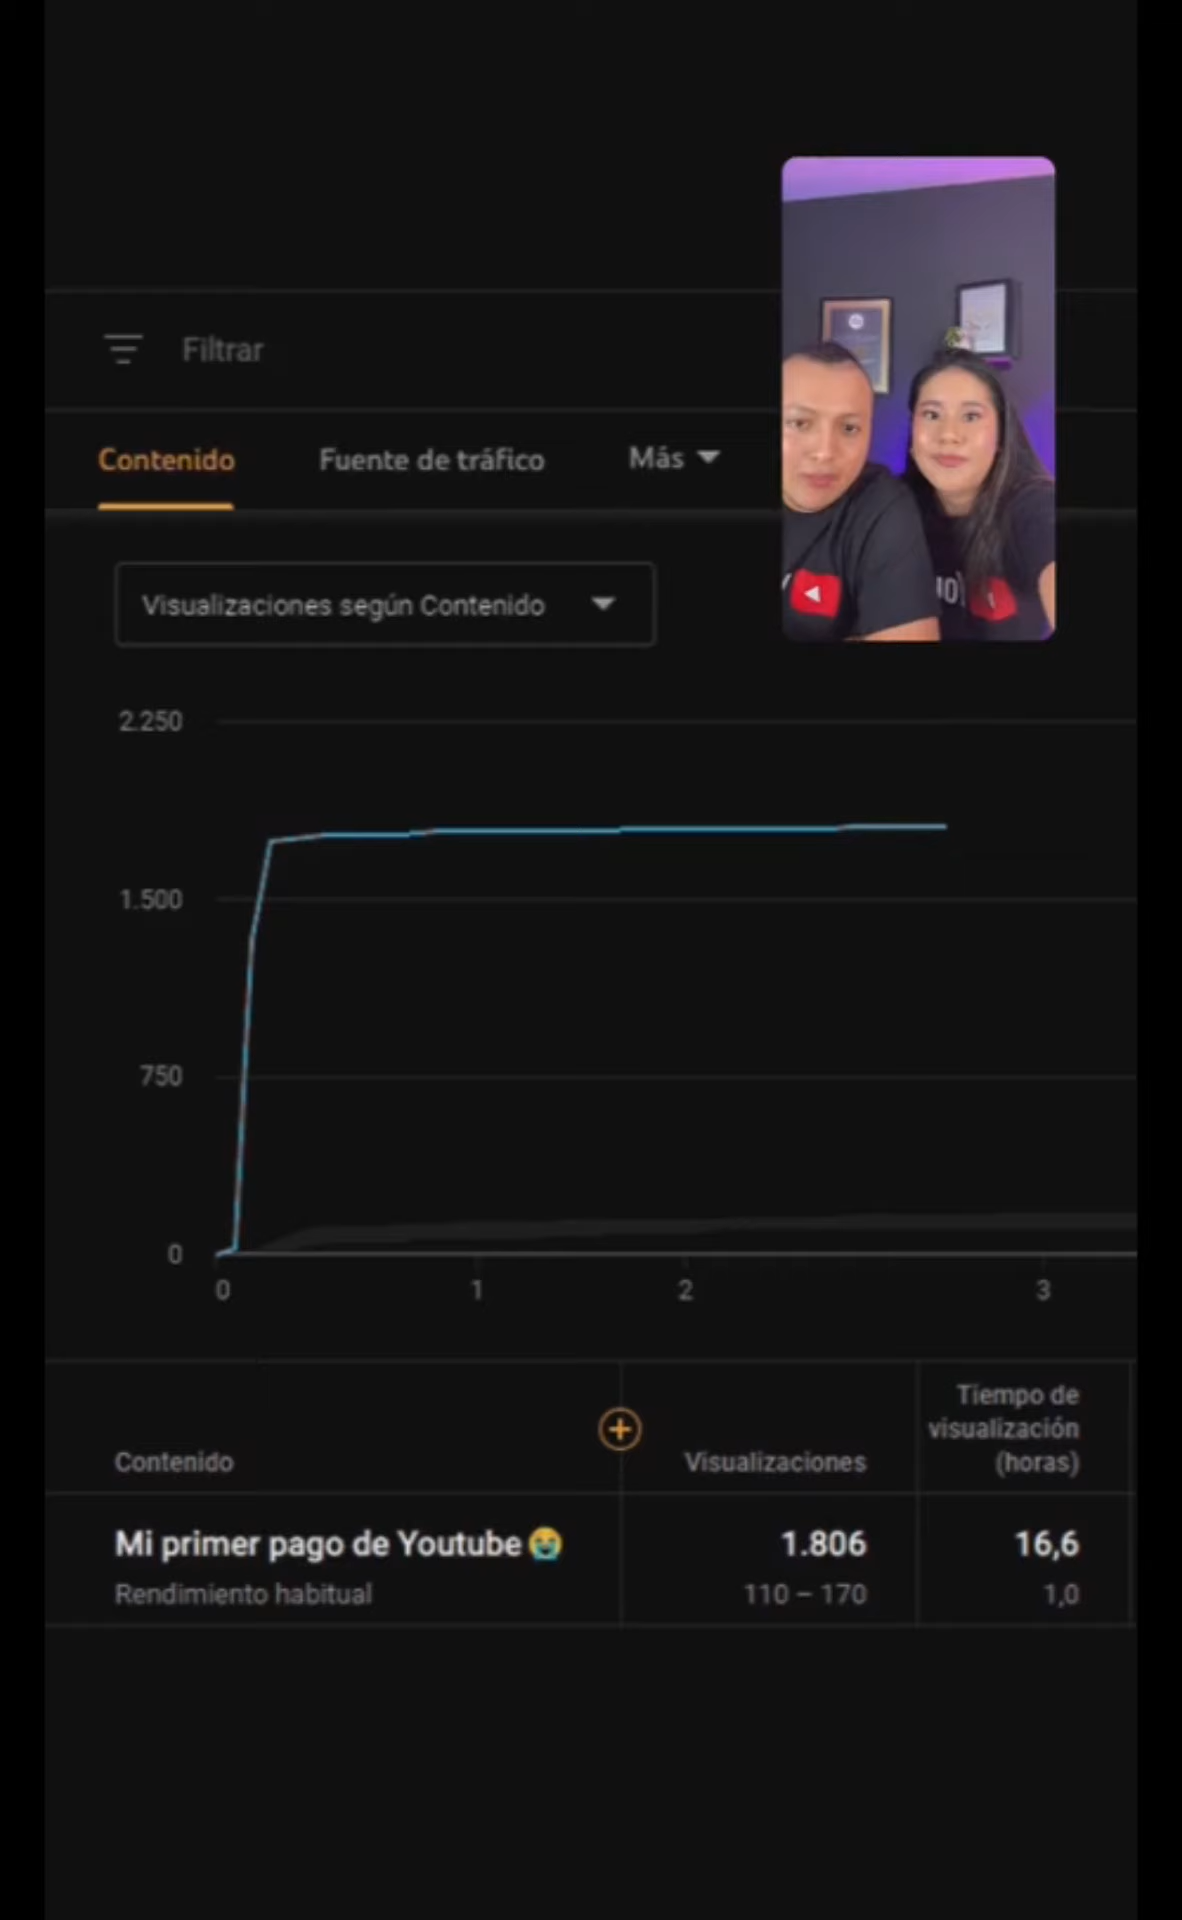 Filtrar
Contenido
Fuente de tráfico
Más
Visualizaciones según Contenido
2.250
1.500
750
0
0
1
2
3
Contenido
Visualizaciones
Tiempo de
visualización
(horas)
Mi primer pago de Youtube😭
1.806
16,6
Rendimiento habitual
110 – 170
1,0